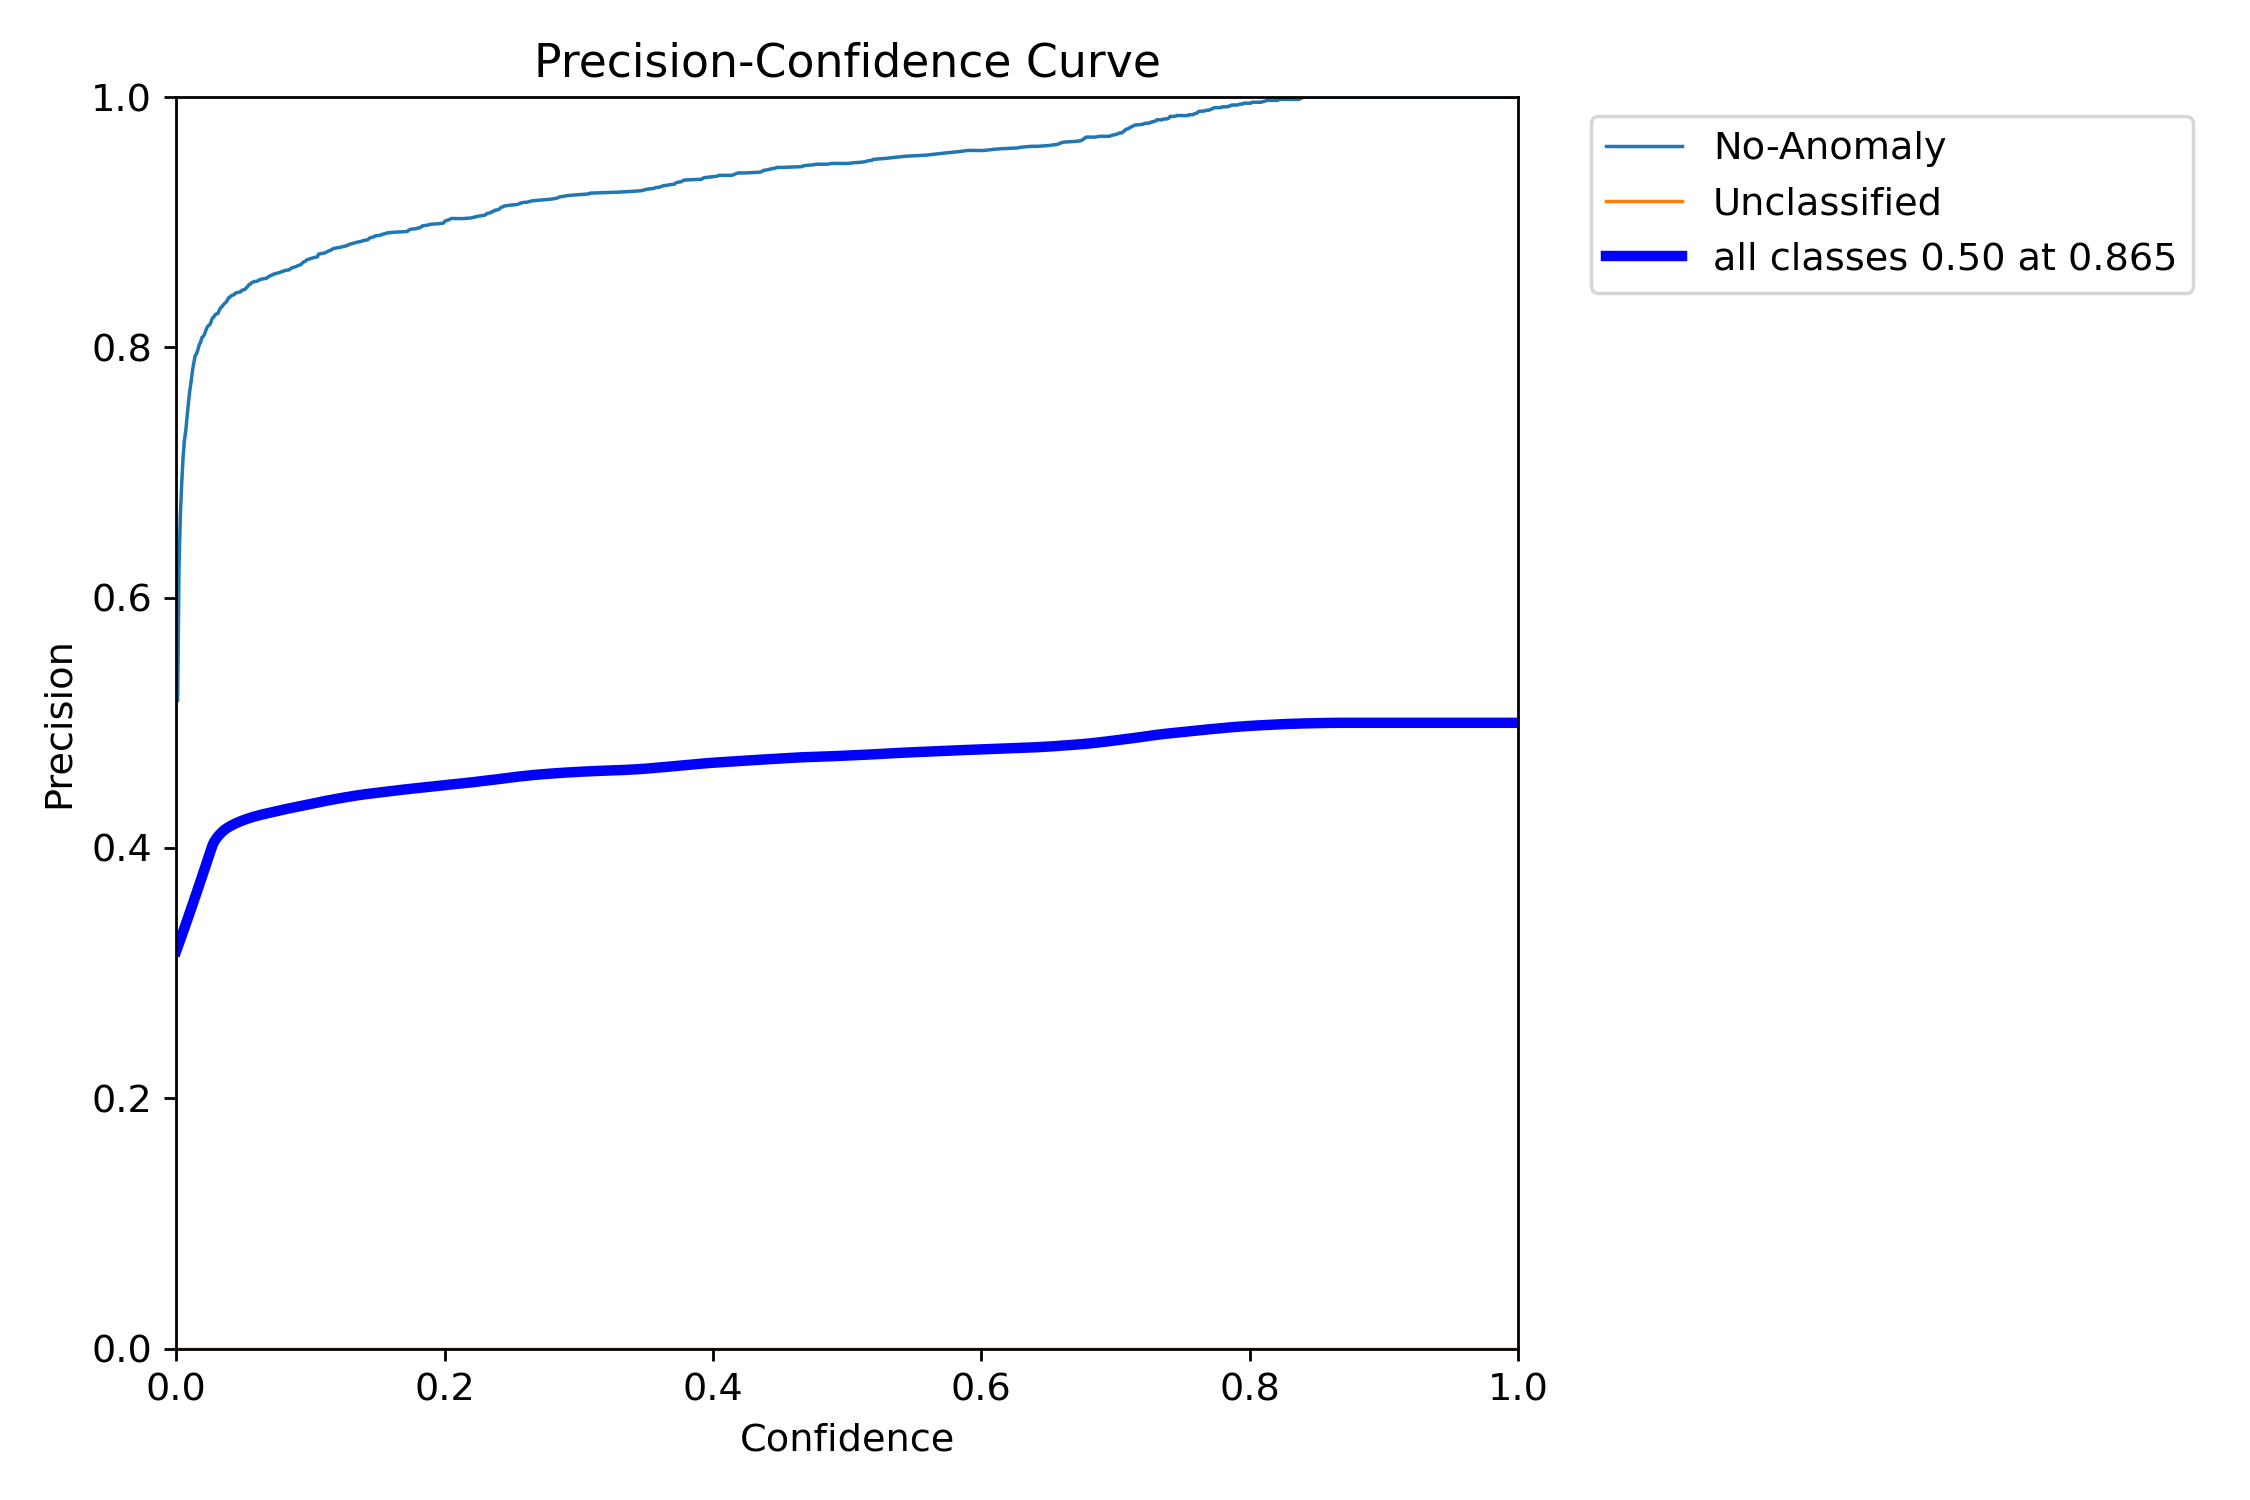 Precision-Confidence Curve
1.0
0.8
0.6
0.4
0.2
0.0
Precision
0.0 0.2 0.4 0.6 0.8 1.0
Confidence
No-Anomaly
Unclassified
all classes 0.50 at 0.865